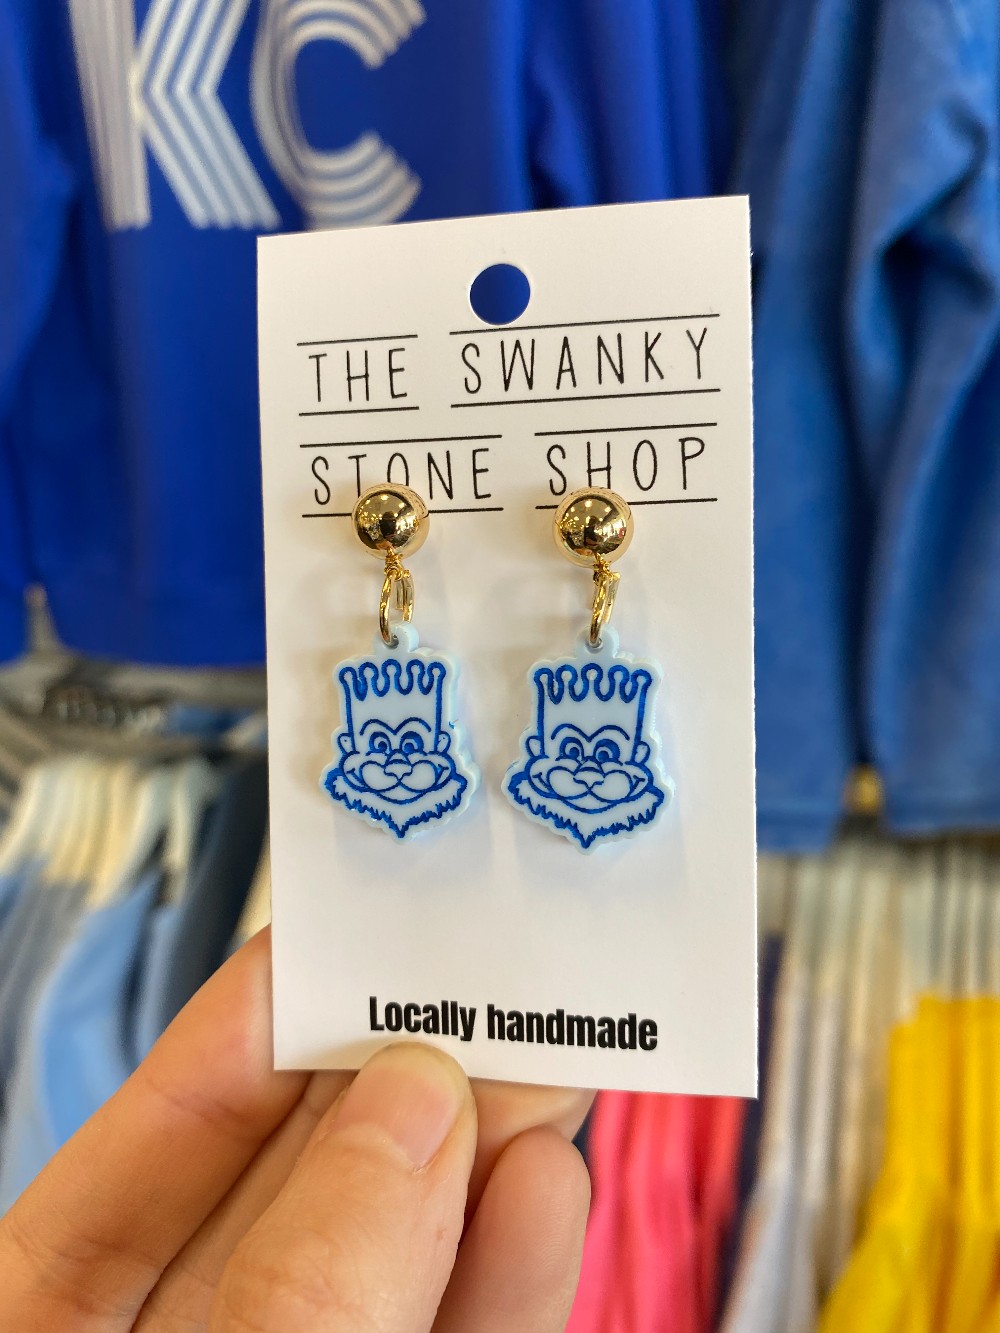 KC
THE SWANKY
STONE SHOP
Locally handmade